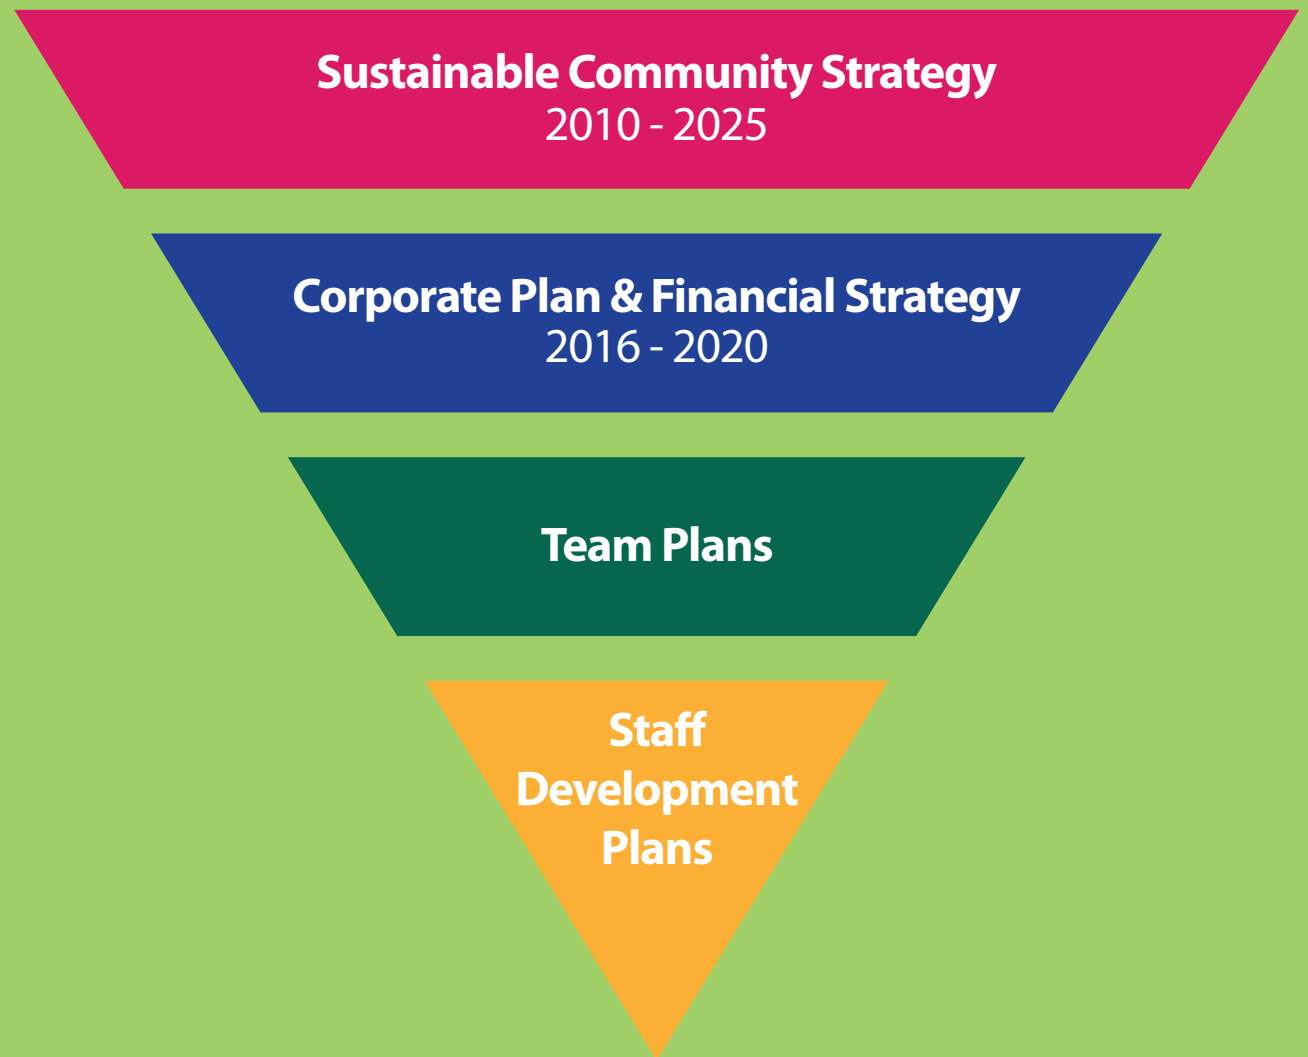 Sustainable Community Strategy
2010 - 2025
Corporate Plan & Financial Strategy
2016 - 2020
Team Plans
Staff
Development
Plans